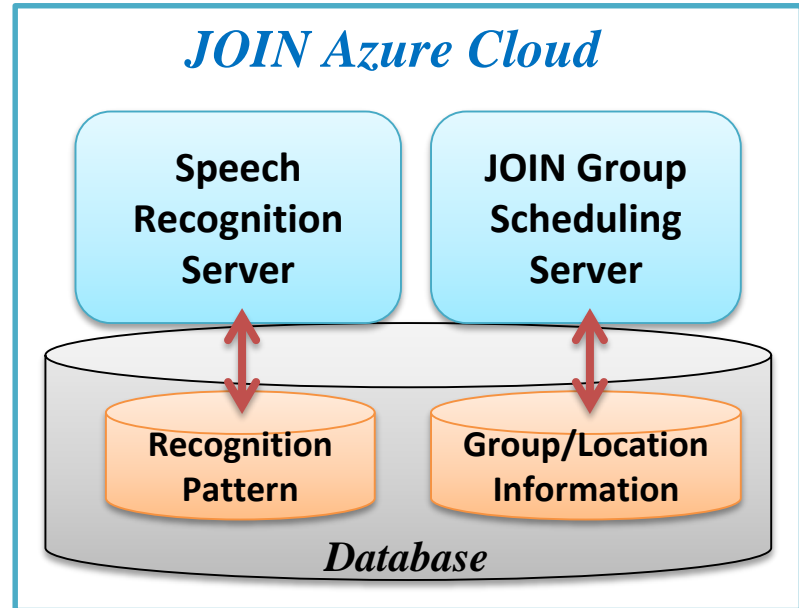 JOIN Azure Cloud
Speech
Recognition
Server
JOIN Group
Scheduling
Server
Recognition
Pattern
Group/Location
Information
Database